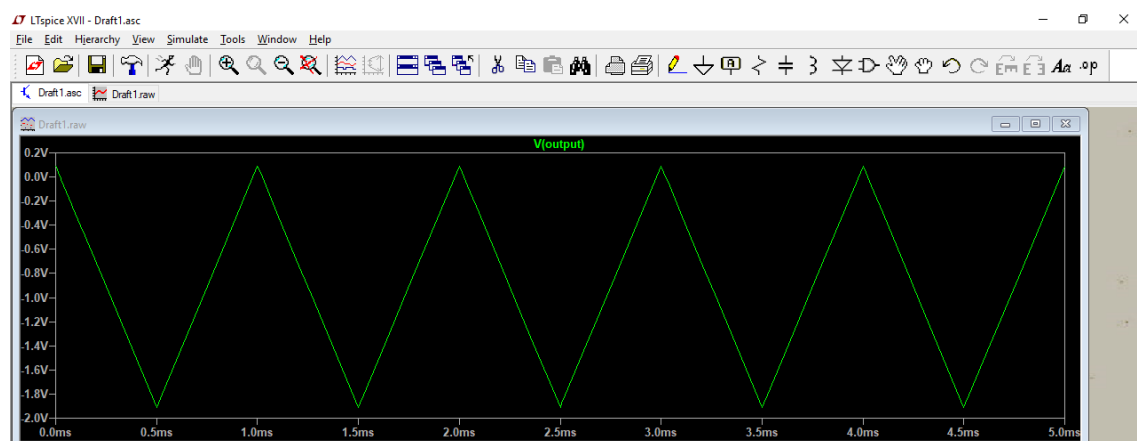 LTspice XVII - Draft1.asc
File Edit Hierarchy View Simulate Tools Window Help
Aa .op
Draft1.asc Draft1.raw
Draft1.raw
V(output)
0.2V
0.0V
-0.2V
-0.4V
-0.6V
-0.8V
-1.0V
-1.2V
-1.4V
-1.6V
-1.8V
-2.0V
0.0ms 0.5ms 1.0ms 1.5ms 2.0ms 2.5ms 3.0ms 3.5ms 4.0ms 4.5ms 5.0ms